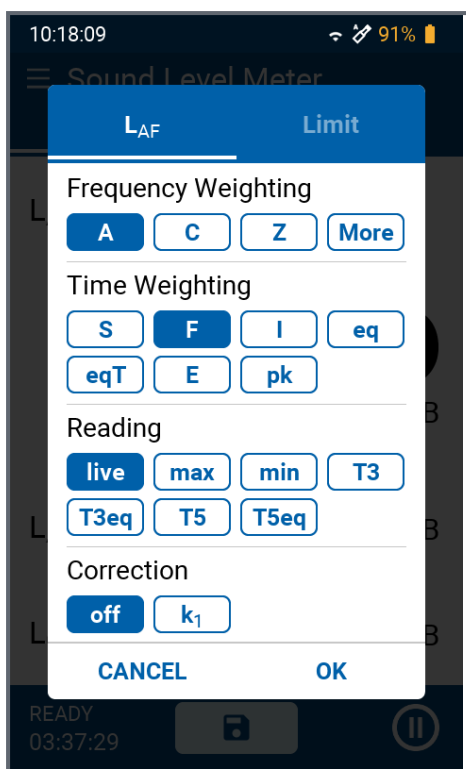 10:18:09 91%
Sound Level Meter
L_AF Limit
Frequency Weighting
A C Z More
Time Weighting
S F I eq
eqT E pk
B
Reading
live max min T3
T3eq T5 T5eq
L B
Correction
off k₁
L B
CANCEL OK
READY
03:37:29